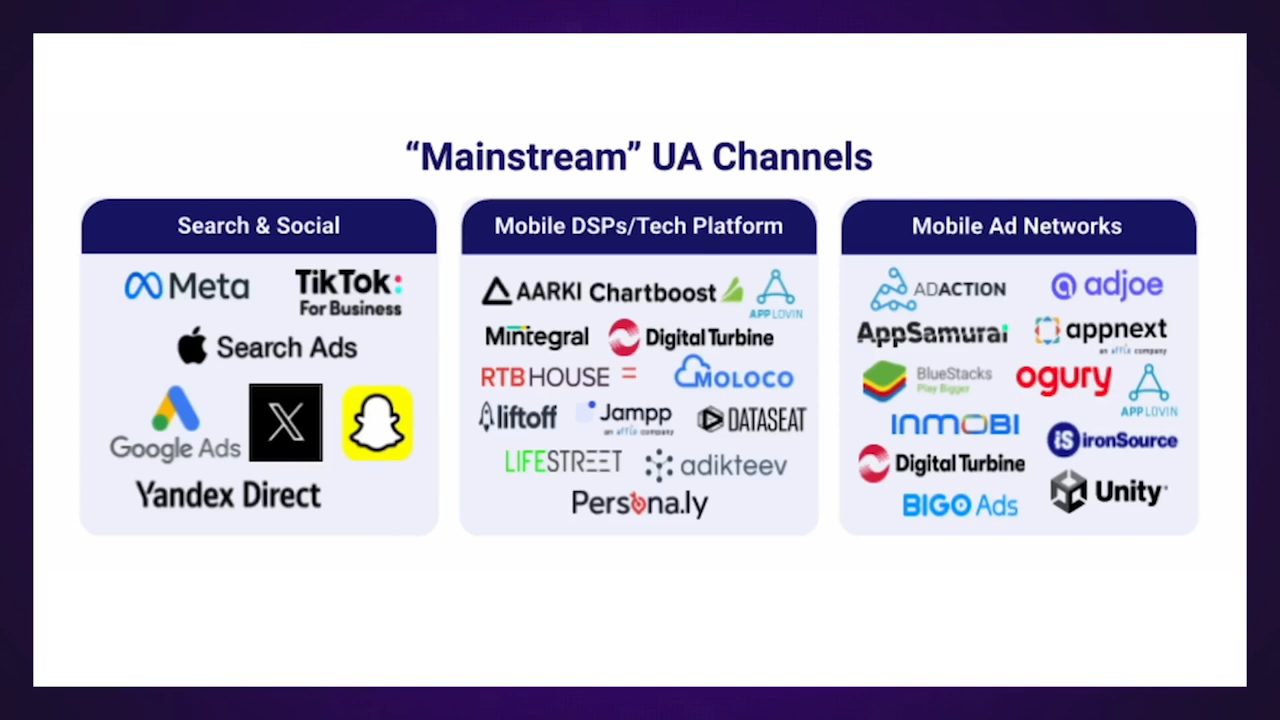 “Mainstream” UA Channels
Search & Social
Meta
TikTok:
For Business
Search Ads
Google Ads
X
Yandex Direct
Mobile DSPs/Tech Platform
AARKI
Chartboost
APPLOVIN
Mintegral
Digital Turbine
RTB HOUSE =
MOLOCO
liftoff
Jampp
an affle company
DATASEAT
LIFESTREET
adikteev
Persona.ly
Mobile Ad Networks
ADACTION
adjoe
AppSamurai
appnext
an affle company
BlueStacks
Play Bigger
ogury
APPLOVIN
INMOBI
iS ironSource
Digital Turbine
Unity
BIGO Ads